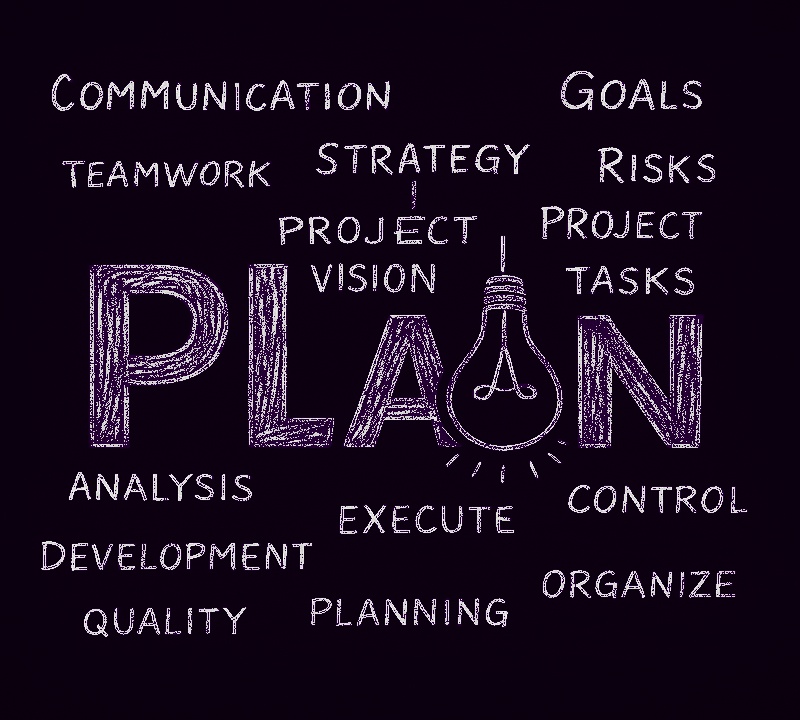 COMMUNICATION
GOALS
TEAMWORK
STRATEGY
RISKS
PROJECT
PROJECT
VISION
TASKS
PLAN
ANALYSIS
EXECUTE
CONTROL
DEVELOPMENT
ORGANIZE
QUALITY
PLANNING